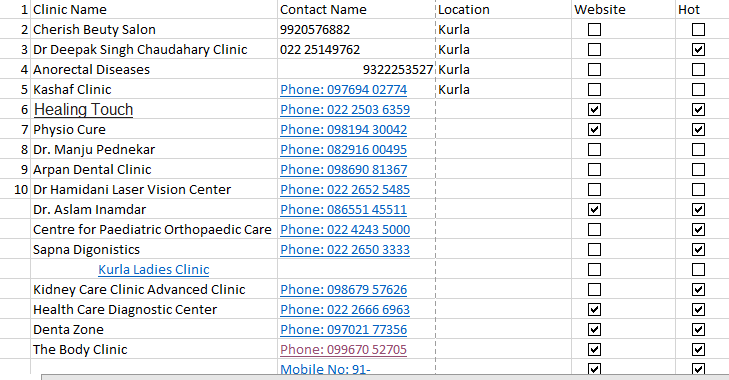 1 Clinic Name Contact Name Location Website Hot
2 Cherish Beuty Salon 9920576882 Kurla
3 Dr Deepak Singh Chaudahary Clinic 022 25149762 Kurla
4 Anorectal Diseases 9322253527 Kurla
5 Kashaf Clinic Phone: 097694 02774 Kurla
6 Healing Touch Phone: 022 2503 6359
7 Physio Cure Phone: 098194 30042
8 Dr. Manju Pednekar Phone: 082916 00495
9 Arpan Dental Clinic Phone: 098690 81367
10 Dr Hamidani Laser Vision Center Phone: 022 2652 5485
Dr. Aslam Inamdar Phone: 086551 45511
Centre for Paediatric Orthopaedic Care Phone: 022 4243 5000
Sapna Digonistics Phone: 022 2650 3333
Kurla Ladies Clinic
Kidney Care Clinic Advanced Clinic Phone: 098679 57626
Health Care Diagnostic Center Phone: 022 2666 6963
Denta Zone Phone: 097021 77356
The Body Clinic Phone: 099670 52705
Mobile No: 91-